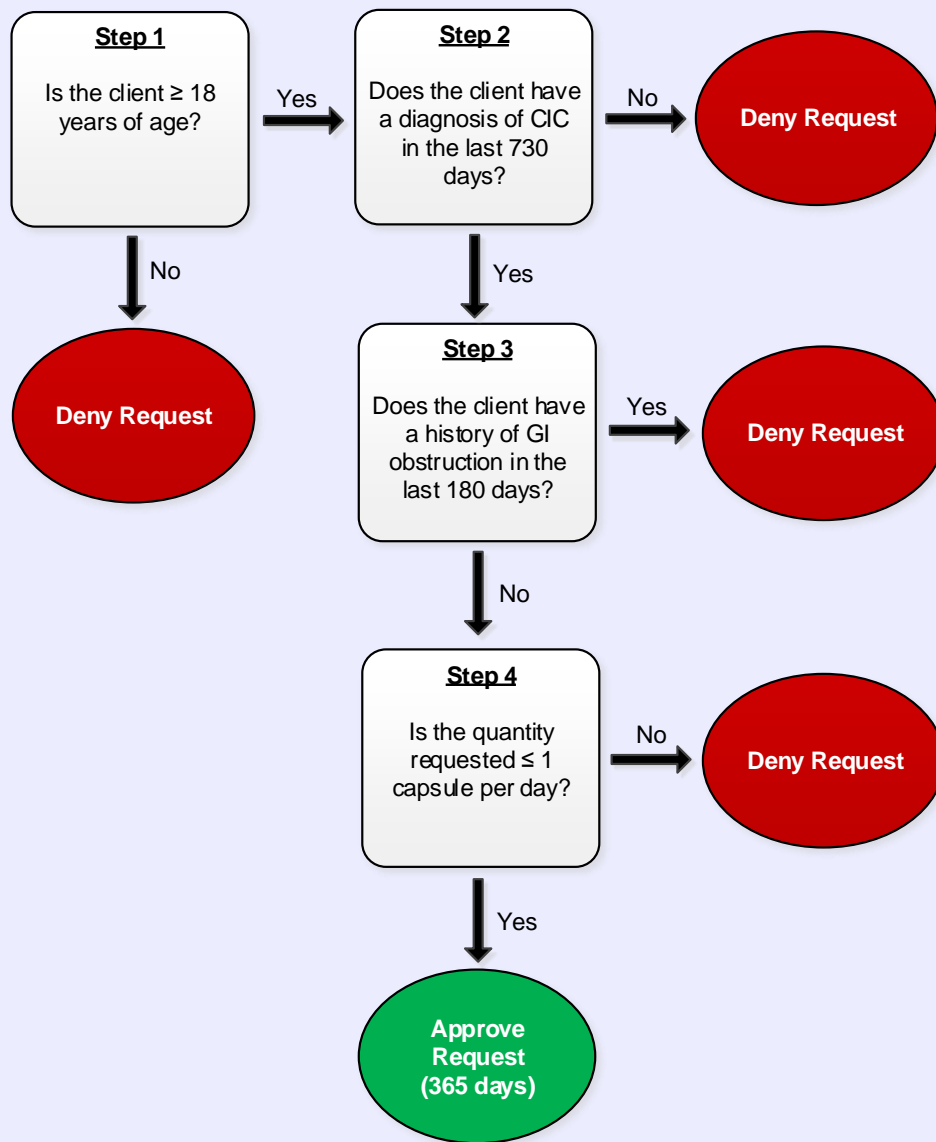 Step 1
Is the client ≥ 18
years of age?
Yes
Step 2
Does the client have
a diagnosis of CIC
in the last 730
days?
No
Deny Request
No
Deny Request
Yes
Step 3
Does the client have
a history of GI
obstruction in the
last 180 days?
Yes
Deny Request
No
Step 4
Is the quantity
requested ≤ 1
capsule per day?
No
Deny Request
Yes
Approve
Request
(365 days)